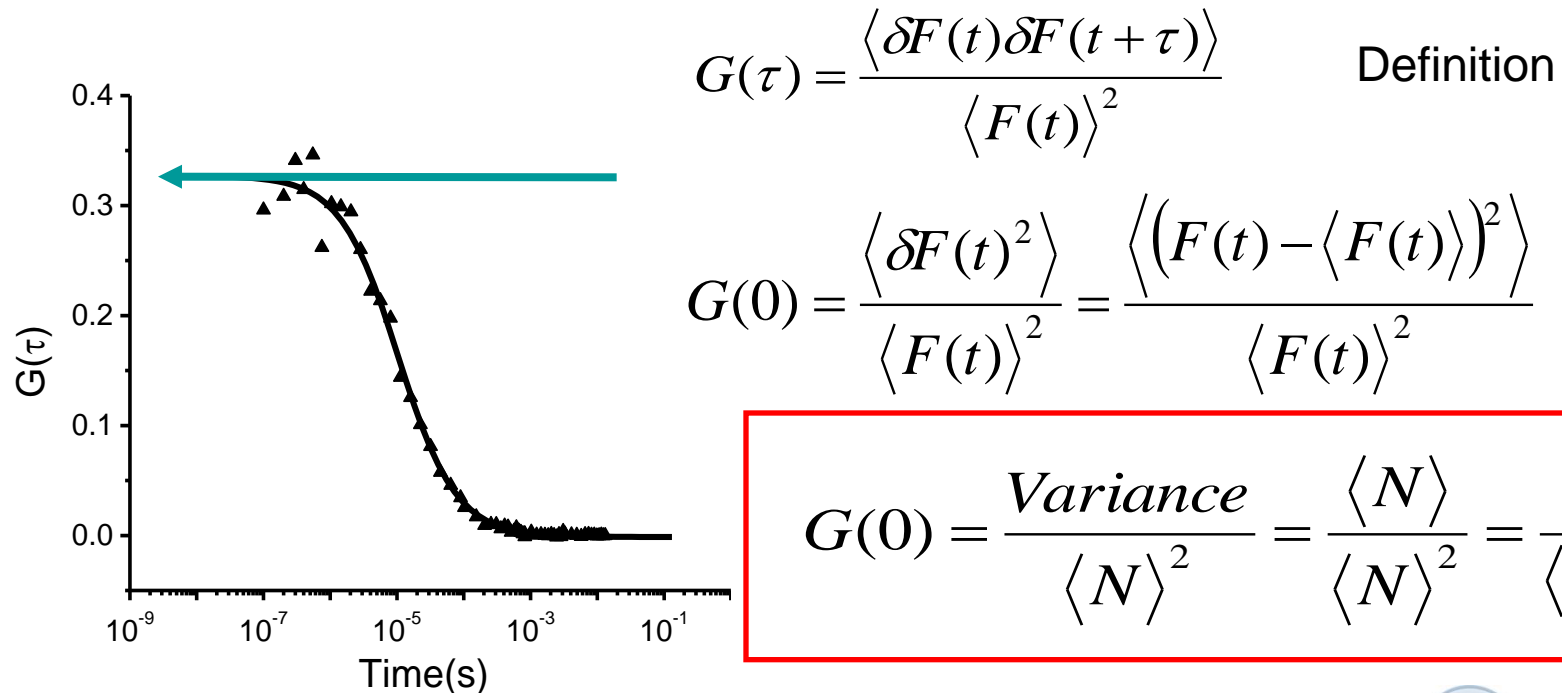 G(τ) = ⟨δF(t)δF(t + τ)⟩ / ⟨F(t)⟩²
Definition
G(0) = ⟨δF(t)²⟩ / ⟨F(t)⟩² = ⟨(F(t) − ⟨F(t)⟩)²⟩ / ⟨F(t)⟩²
G(0) = Variance / ⟨N⟩² = ⟨N⟩ / ⟨N⟩² =
0.4
0.3
0.2
0.1
0.0
G(τ)
10⁻⁹ 10⁻⁷ 10⁻⁵ 10⁻³ 10⁻¹
Time(s)